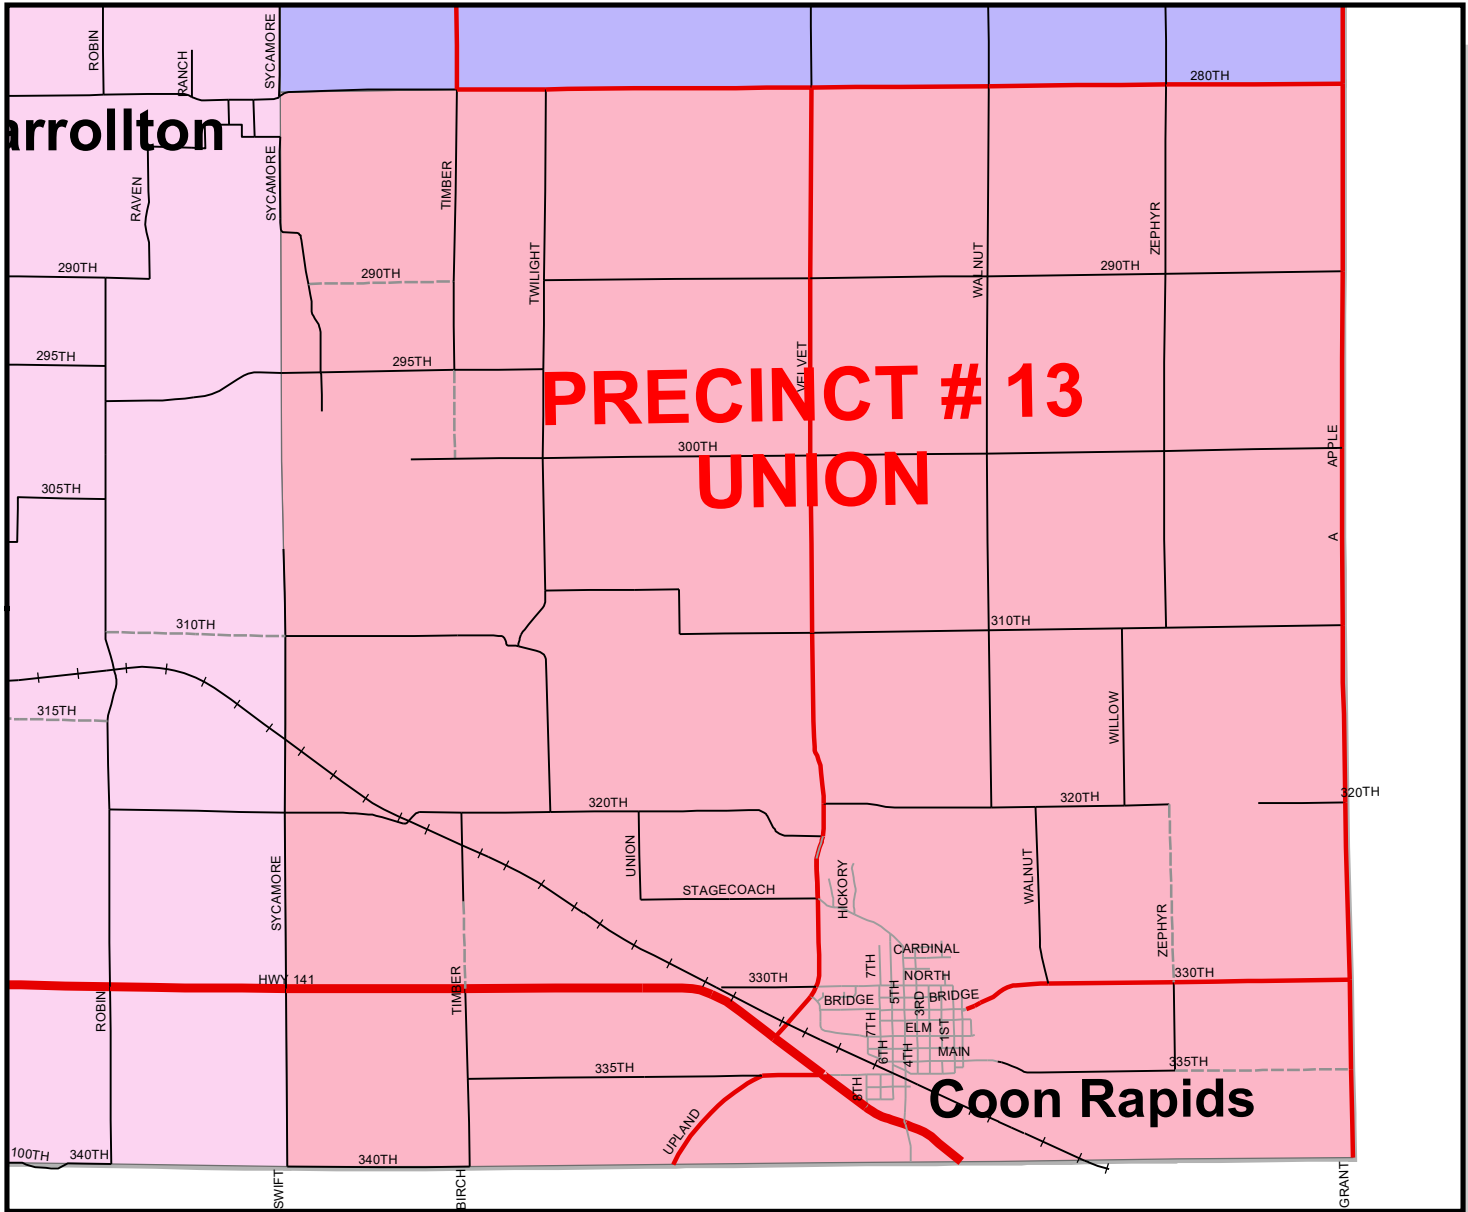 ROBIN
RANCH
SYCAMORE
280TH
arrollton
RAVEN
SYCAMORE
TIMBER
TWILIGHT
ZEPHYR
WALNUT
290TH
290TH
290TH
295TH
295TH
VELVET
PRECINCT # 13
300TH
UNION
APPLE
A
305TH
310TH
310TH
315TH
WILLOW
320TH
320TH
320TH
UNION
SYCAMORE
STAGECOACH
HICKORY
WALNUT
ZEPHYR
CARDINAL
7TH
NORTH
HWY 141
330TH
330TH
5TH
3RD
BRIDGE
BRIDGE
ROBIN
TIMBER
7TH
ELM
1ST
6TH
4TH
MAIN
335TH
335TH
8TH
Coon Rapids
UPLAND
100TH
340TH
340TH
SWIFT
BIRCH
GRANT